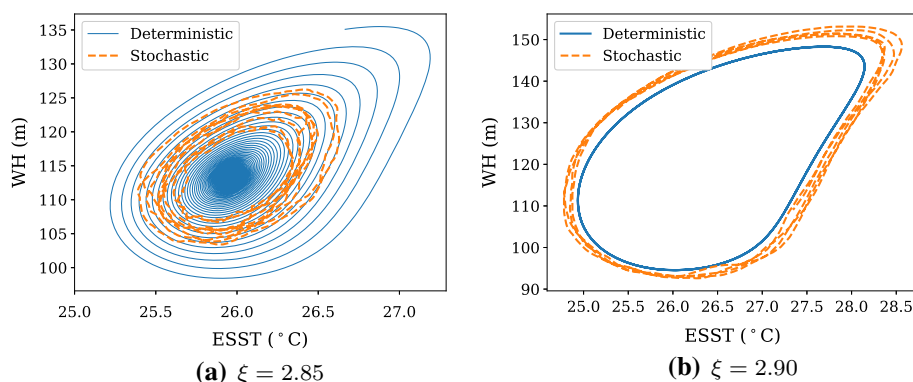 Deterministic
Stochastic
WH (m)
135
130
125
120
115
110
105
100
25.0
25.5
26.0
26.5
27.0
ESST (°C)
(a) ξ = 2.85
Deterministic
Stochastic
WH (m)
150
140
130
120
110
100
90
25.0
25.5
26.0
26.5
27.0
27.5
28.0
28.5
ESST (°C)
(b) ξ = 2.90